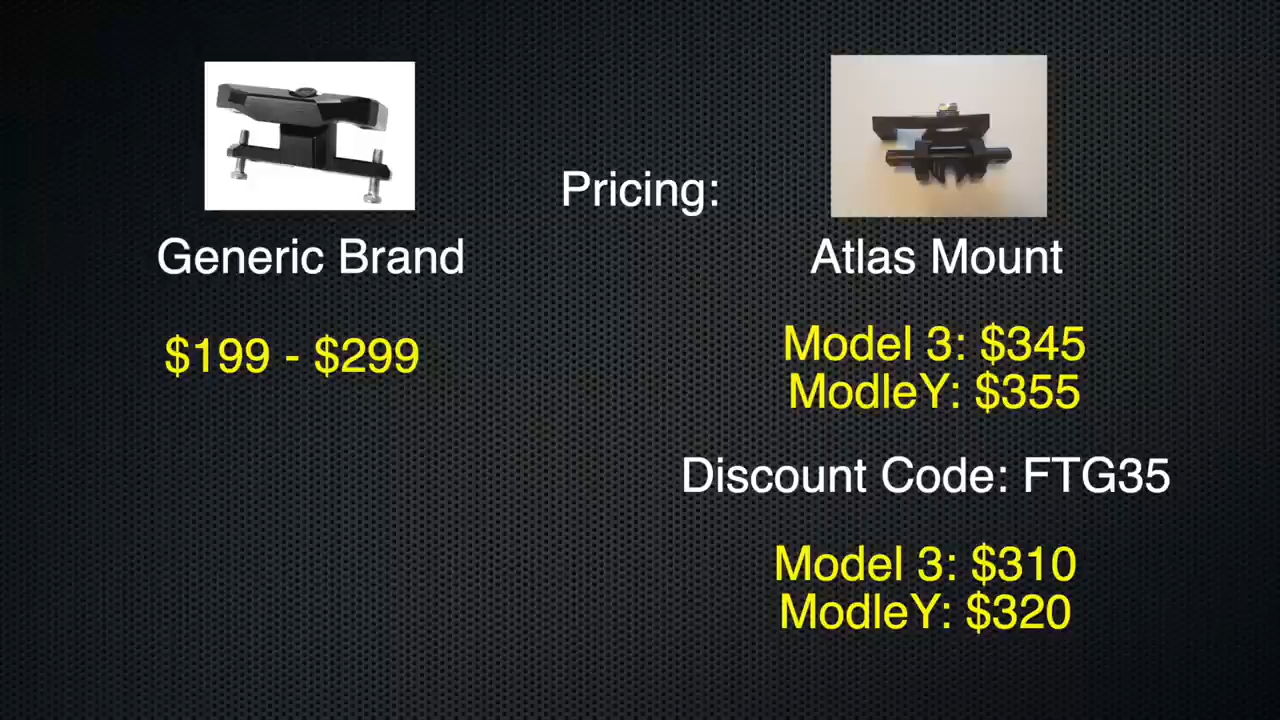 Pricing:
Generic Brand
$199 - $299
Atlas Mount
Model 3: $345
ModleY: $355
Discount Code: FTG35
Model 3: $310
ModleY: $320